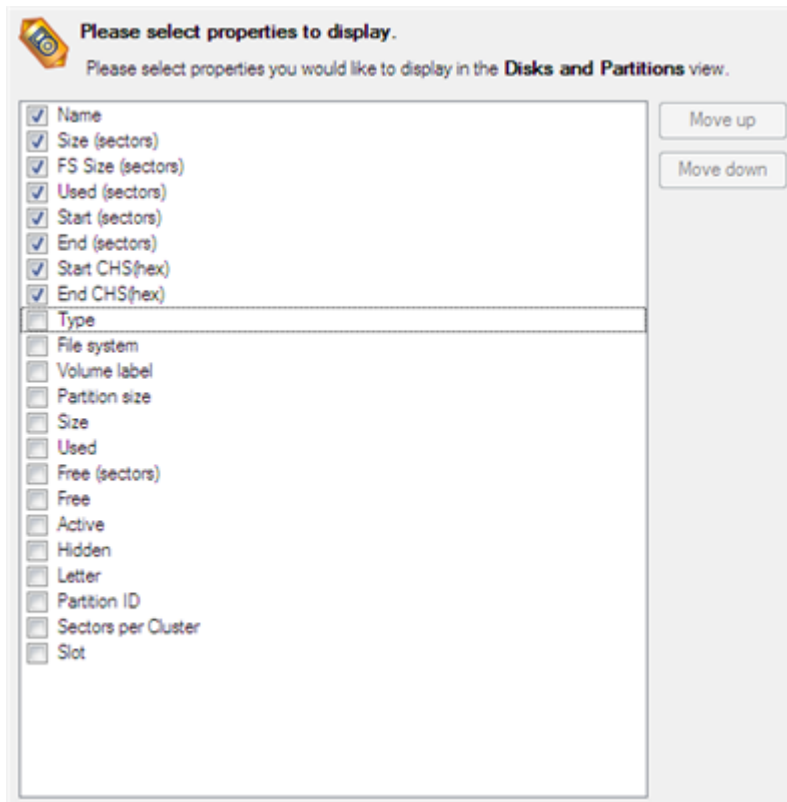 Please select properties to display.
Please select properties you would like to display in the Disks and Partitions view.
Name
Size (sectors)
FS Size (sectors)
Used (sectors)
Start (sectors)
End (sectors)
Start CHS(hex)
End CHS(hex)
Type
File system
Volume label
Partition size
Size
Used
Free (sectors)
Free
Active
Hidden
Letter
Partition ID
Sectors per Cluster
Slot
Move up
Move down